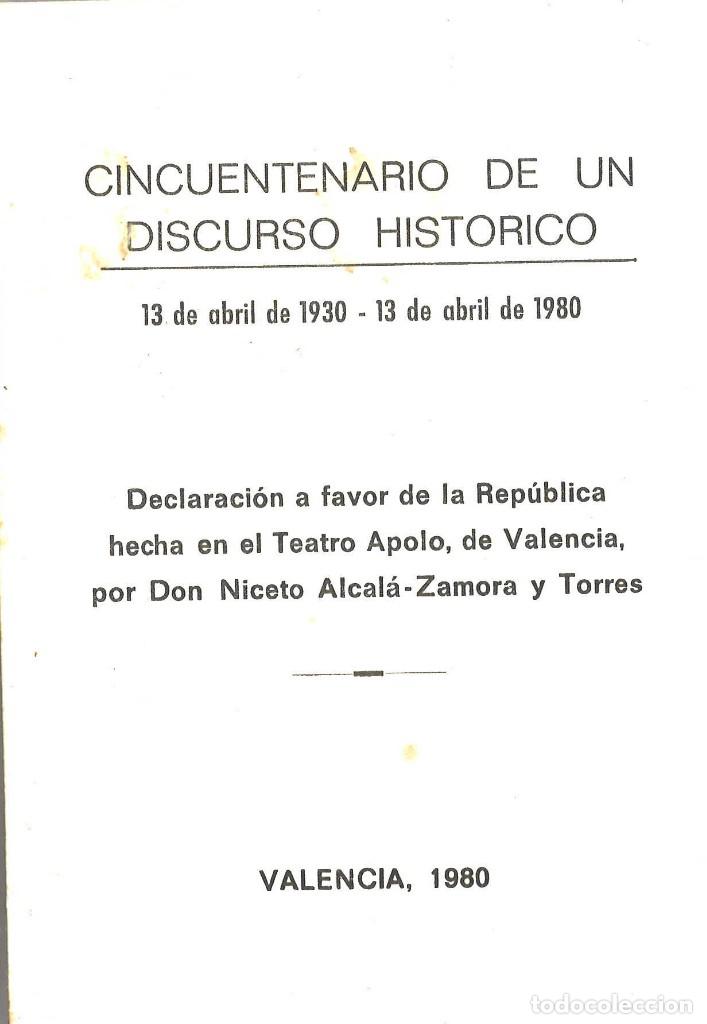 CINCUENTENARIO DE UN
DISCURSO HISTORICO
13 de abril de 1930 - 13 de abril de 1980
Declaración a favor de la República
hecha en el Teatro Apolo, de Valencia,
por Don Niceto Alcalá-Zamora y Torres
VALENCIA, 1980
todocoleccion